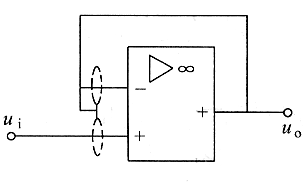 ▷ ∞
−
+
u_i
+
u_o